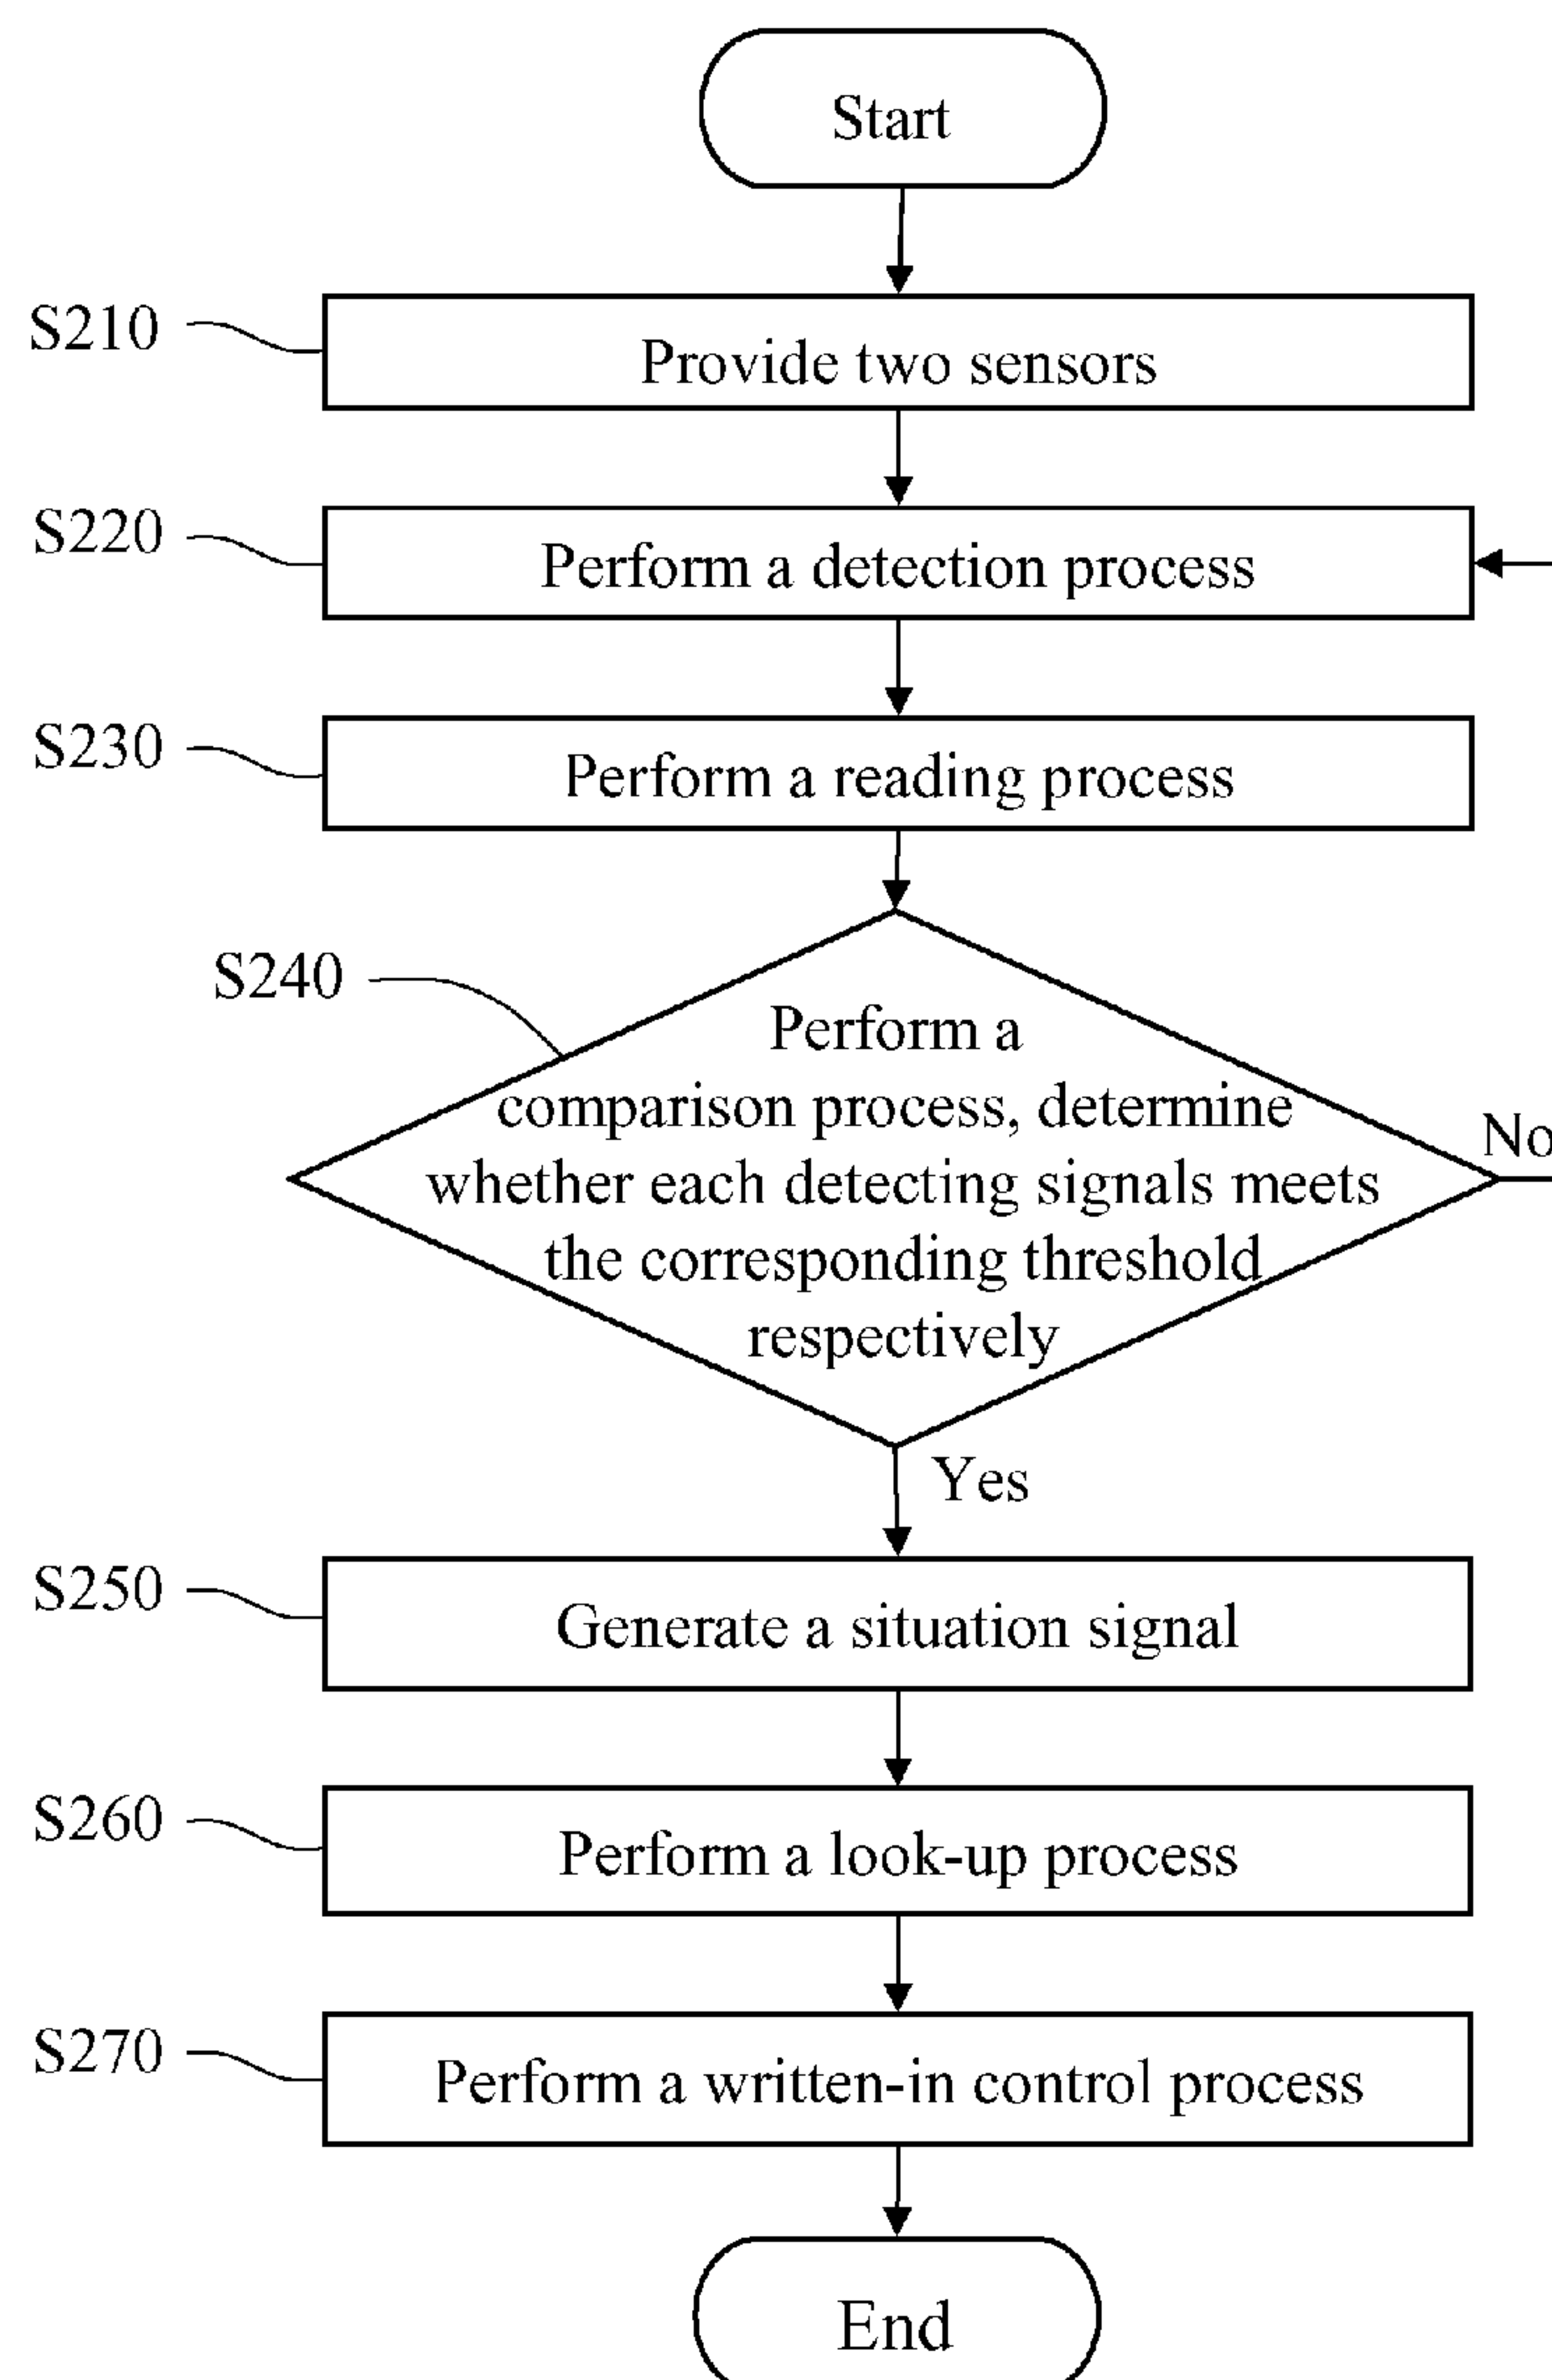 Start
S210
Provide two sensors
S220
Perform a detection process
S230
Perform a reading process
S240
Perform a
comparison process, determine
whether each detecting signals meets
the corresponding threshold
respectively
No
Yes
S250
Generate a situation signal
S260
Perform a look-up process
S270
Perform a written-in control process
End